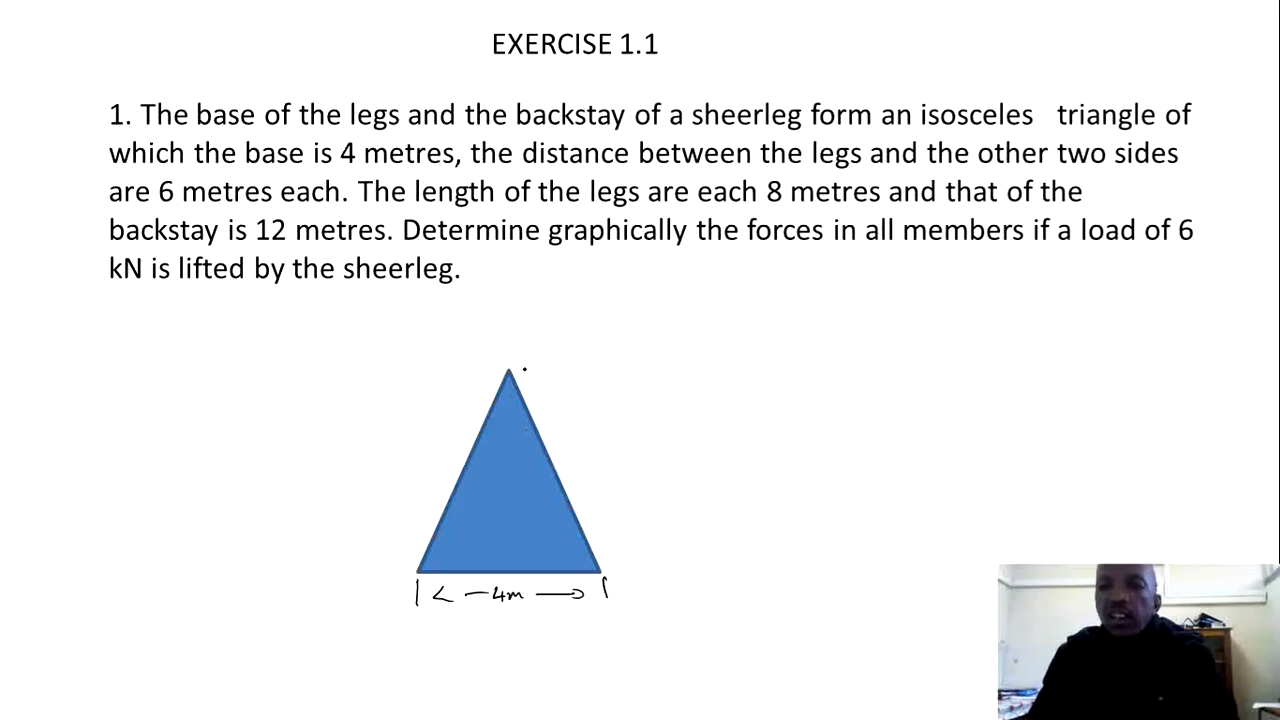 EXERCISE 1.1
1. The base of the legs and the backstay of a sheerleg form an isosceles triangle of
which the base is 4 metres, the distance between the legs and the other two sides
are 6 metres each. The length of the legs are each 8 metres and that of the
backstay is 12 metres. Determine graphically the forces in all members if a load of 6
kN is lifted by the sheerleg.
4m